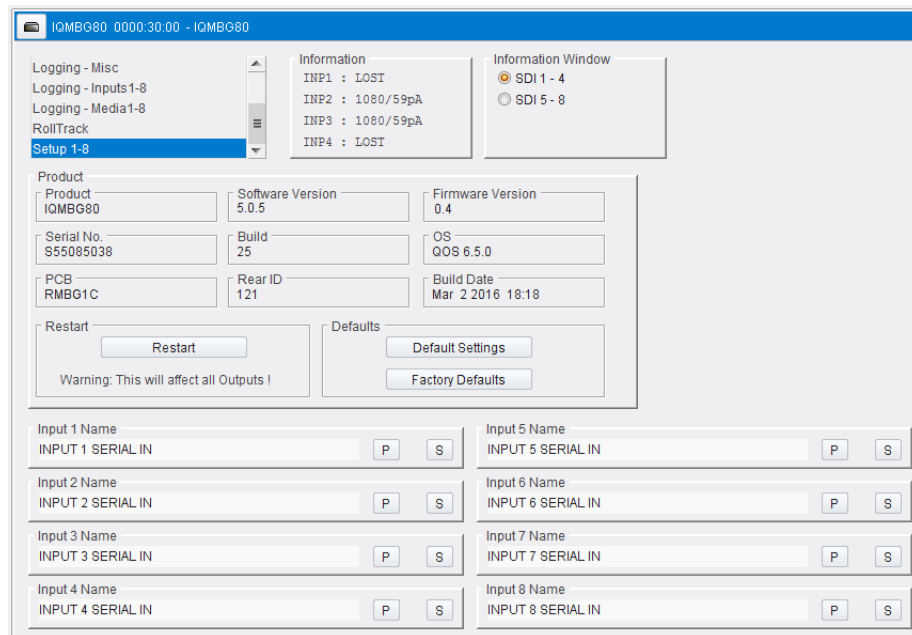 IQMBG80 0000:30:00 - IQMBG80
Logging - Misc
Logging - Inputs1-8
Logging - Media1-8
RollTrack
Setup 1-8
Information
INP1 : LOST
INP2 : 1080/59pA
INP3 : 1080/59pA
INP4 : LOST
Information Window
SDI 1 - 4
SDI 5 - 8
Product
Product
IQMBG80
Software Version
5.0.5
Firmware Version
0.4
Serial No.
S55085038
Build
25
OS
QOS 6.5.0
PCB
RMBG1C
Rear ID
121
Build Date
Mar 2 2016 18:18
Restart
Restart
Warning: This will affect all Outputs !
Defaults
Default Settings
Factory Defaults
Input 1 Name
INPUT 1 SERIAL IN
P S
Input 5 Name
INPUT 5 SERIAL IN
P S
Input 2 Name
INPUT 2 SERIAL IN
P S
Input 6 Name
INPUT 6 SERIAL IN
P S
Input 3 Name
INPUT 3 SERIAL IN
P S
Input 7 Name
INPUT 7 SERIAL IN
P S
Input 4 Name
INPUT 4 SERIAL IN
P S
Input 8 Name
INPUT 8 SERIAL IN
P S